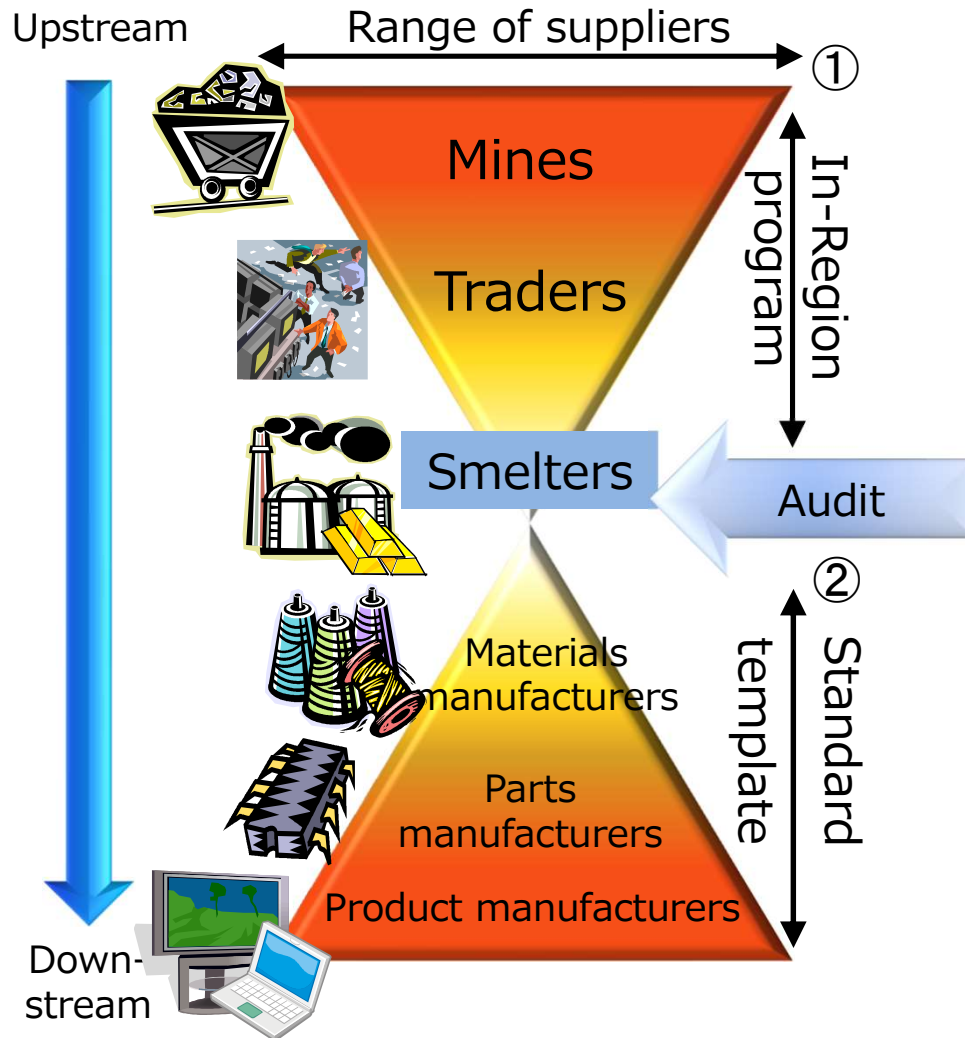 Upstream
Range of suppliers
①
Mines
In-Region
program
Traders
Smelters
Audit
②
Materials
manufacturers
Standard
template
Parts
manufacturers
Product manufacturers
Down-
stream